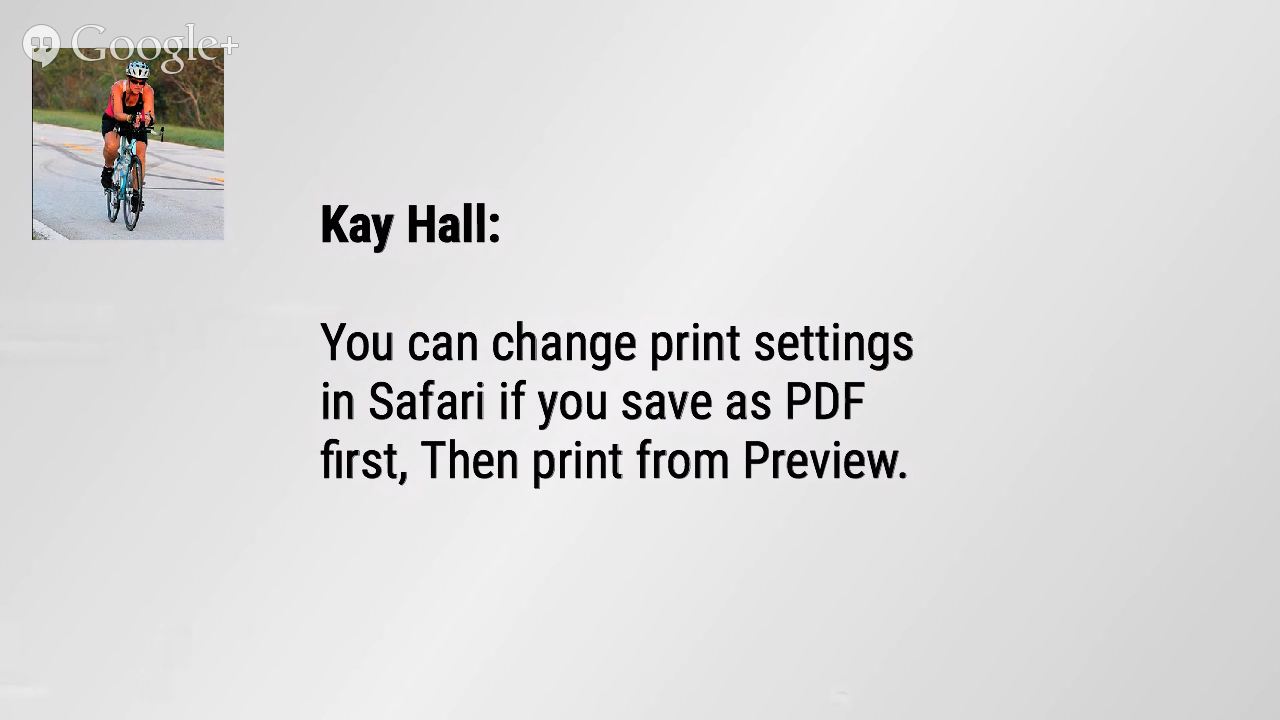 Google+
Kay Hall:
You can change print settings
in Safari if you save as PDF
first, Then print from Preview.